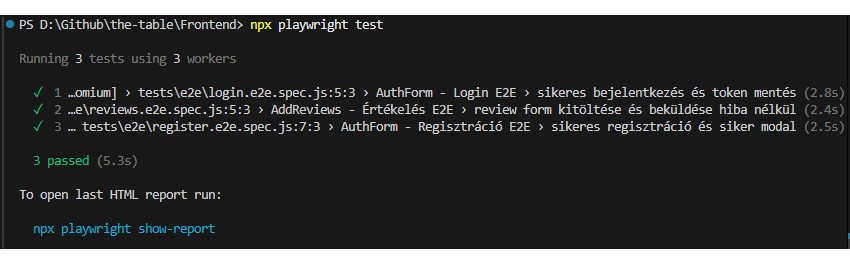 PS D:\Github\the-table\Frontend> npx playwright test
Running 3 tests using 3 workers
✓ 1 …omium] › tests\e2e\login.e2e.spec.js:5:3 › AuthForm - Login E2E › sikeres bejelentkezés és token mentés (2.8s)
✓ 2 …e\reviews.e2e.spec.js:5:3 › AddReviews - Értékelés E2E › review form kitöltése és beküldése hiba nélkül (2.4s)
✓ 3 … tests\e2e\register.e2e.spec.js:7:3 › AuthForm - Regisztráció E2E › sikeres regisztráció és siker modal (2.5s)
3 passed (5.3s)
To open last HTML report run:
npx playwright show-report